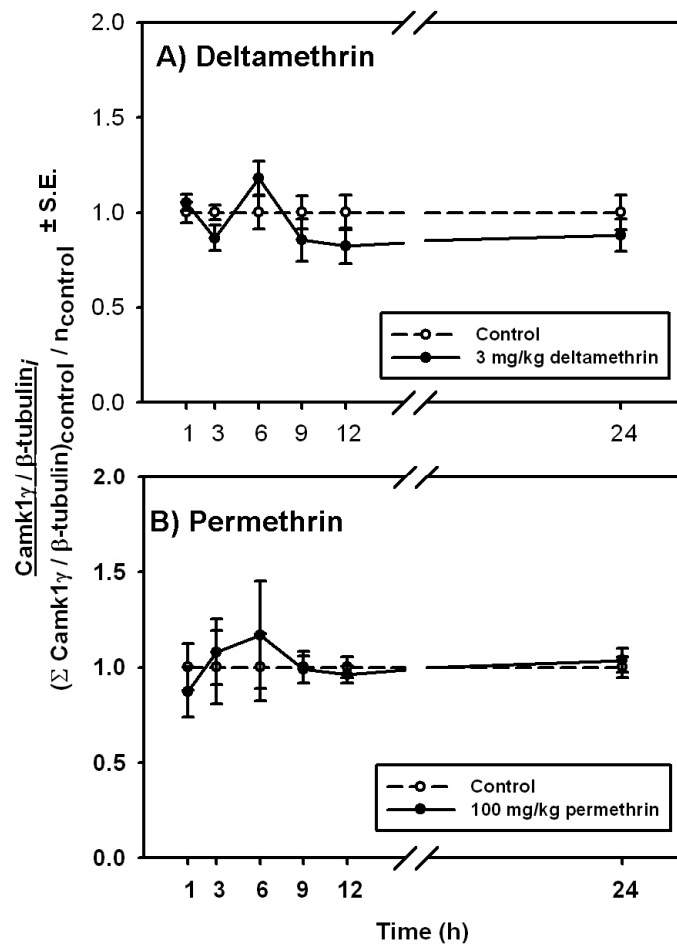 2.0
A) Deltamethrin
1.5
1.0
0.5
0.0
Control
3 mg/kg deltamethrin
1 3 6 9 12 24
Camk1γ / β-tubulinᵢ
(Σ Camk1γ / β-tubulin)control / ncontrol ± S.E.
2.0
B) Permethrin
1.5
1.0
0.5
0.0
Control
100 mg/kg permethrin
1 3 6 9 12 24
Time (h)